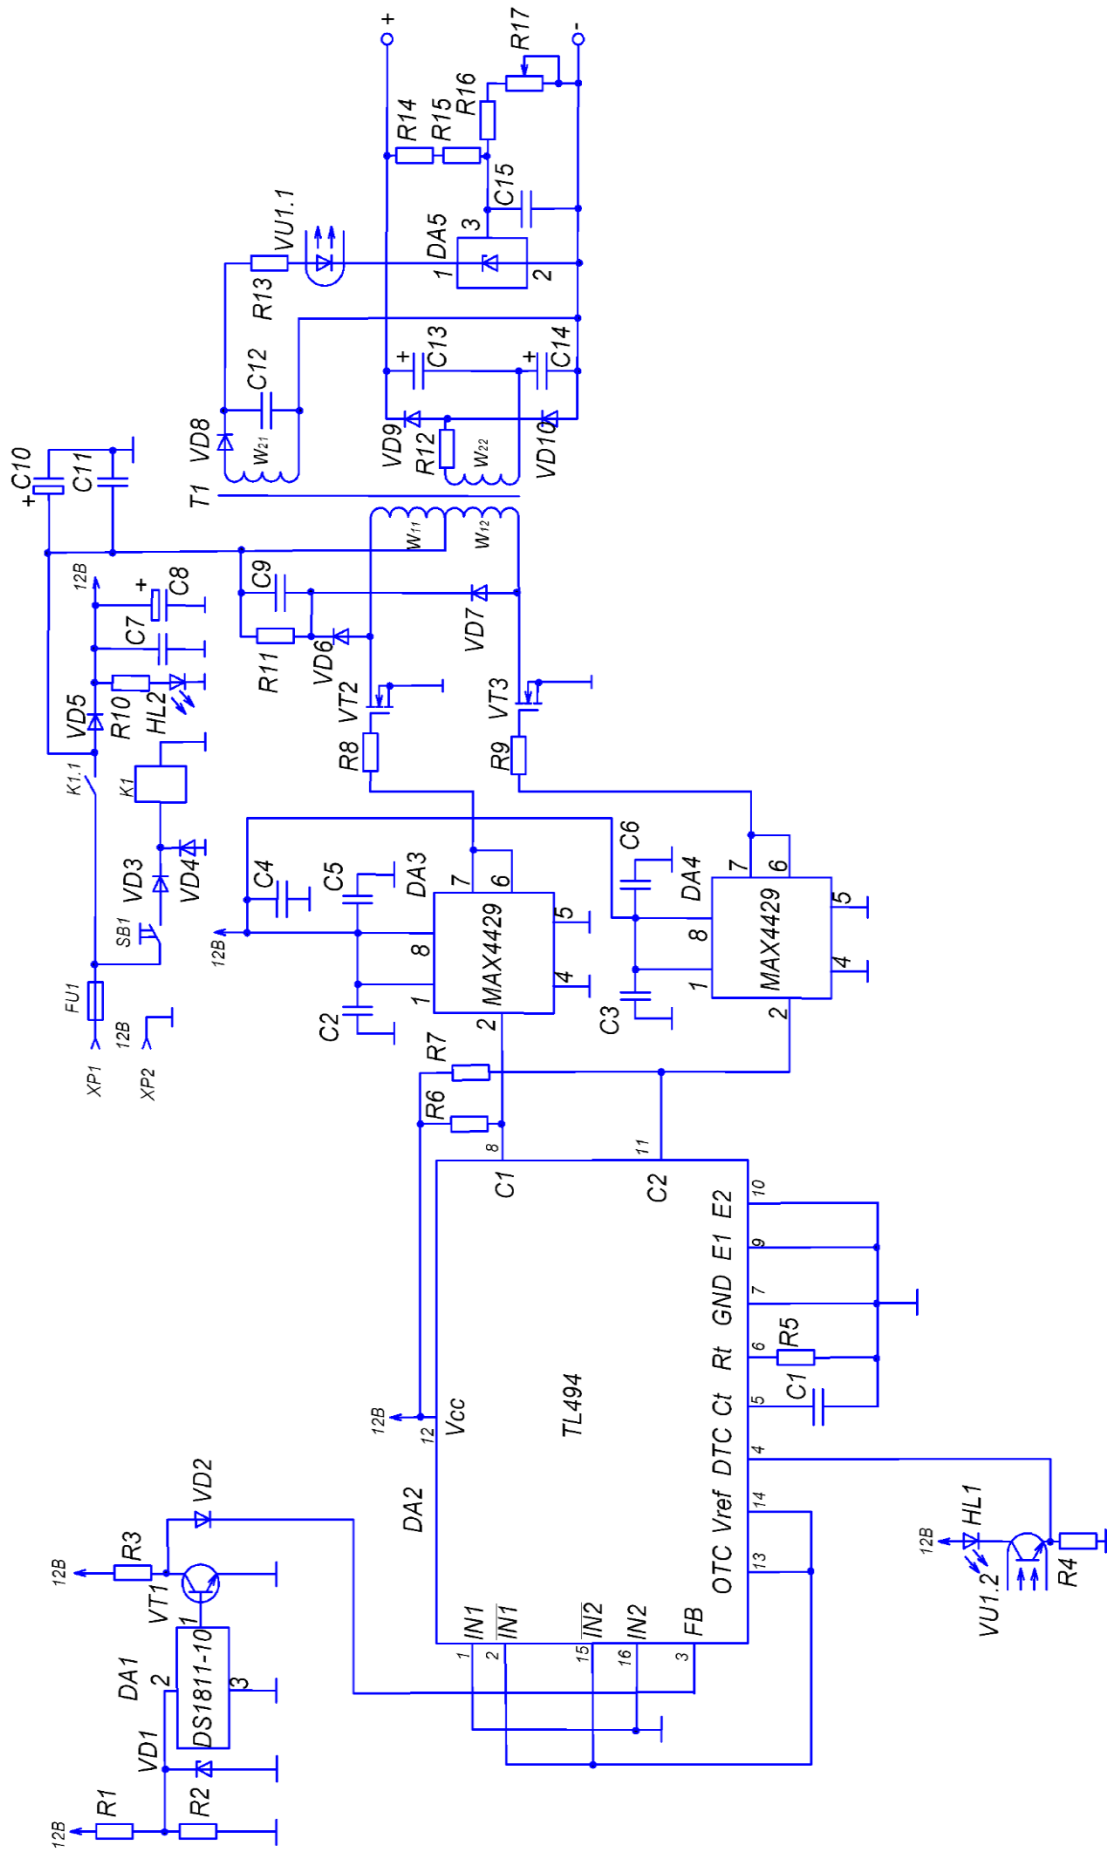 12В
R1
R2
VD1
DA1
2
DS1811-10
3
1
VT1
12В
R3
VD2
XP1
XP2
12В
FU1
SB1
VD3
VD4
K1
K1.1
VD5
R10
HL2
C7
12В
+
C8
+
C10
C11
T1
VD8
W21
C12
R13
VU1.1
+
-
12В
C4
C2
C5
DA3
1
8
7
6
2
MAX4429
4
5
R8
VT2
R11
C9
VD6
VD7
W11
W12
W22
R12
VD9
VD10
+
C13
+
C14
1
DA5
3
2
C15
R14
R15
R16
R17
12В
12
Vcc
DA2
TL494
R6
R7
8
C1
11
C2
1
IN1
2
IN1
15
IN2
16
IN2
3
FB
OTC
Vref
DTC
Ct
Rt
GND
E1
E2
13
14
4
5
6
7
9
10
C1
R5
C3
C6
DA4
1
8
7
6
2
MAX4429
4
5
R9
VT3
12В
HL1
VU1.2
R4